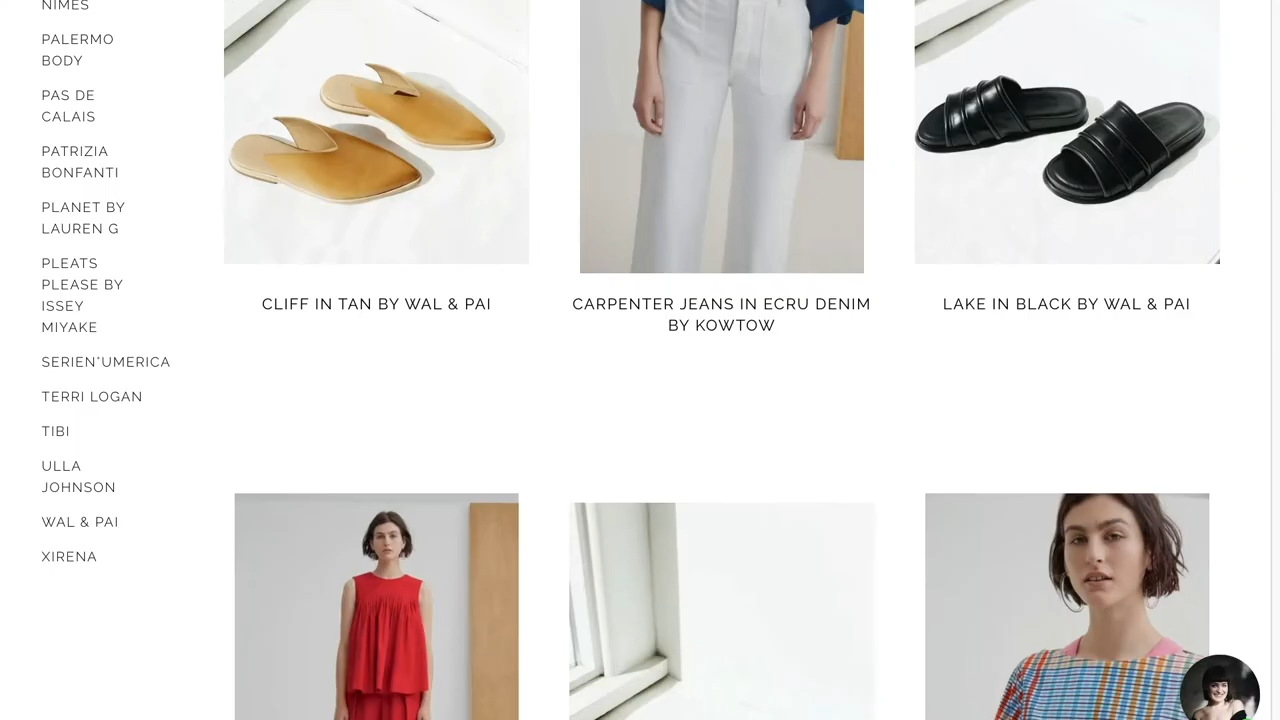 NIMES
PALERMO
BODY
PAS DE
CALAIS
PATRIZIA
BONFANTI
PLANET BY
LAUREN G
PLEATS
PLEASE BY
ISSEY
MIYAKE
SERIEN°UMERICA
TERRI LOGAN
TIBI
ULLA
JOHNSON
WAL & PAI
XIRENA
CLIFF IN TAN BY WAL & PAI
CARPENTER JEANS IN ECRU DENIM
BY KOWTOW
LAKE IN BLACK BY WAL & PAI